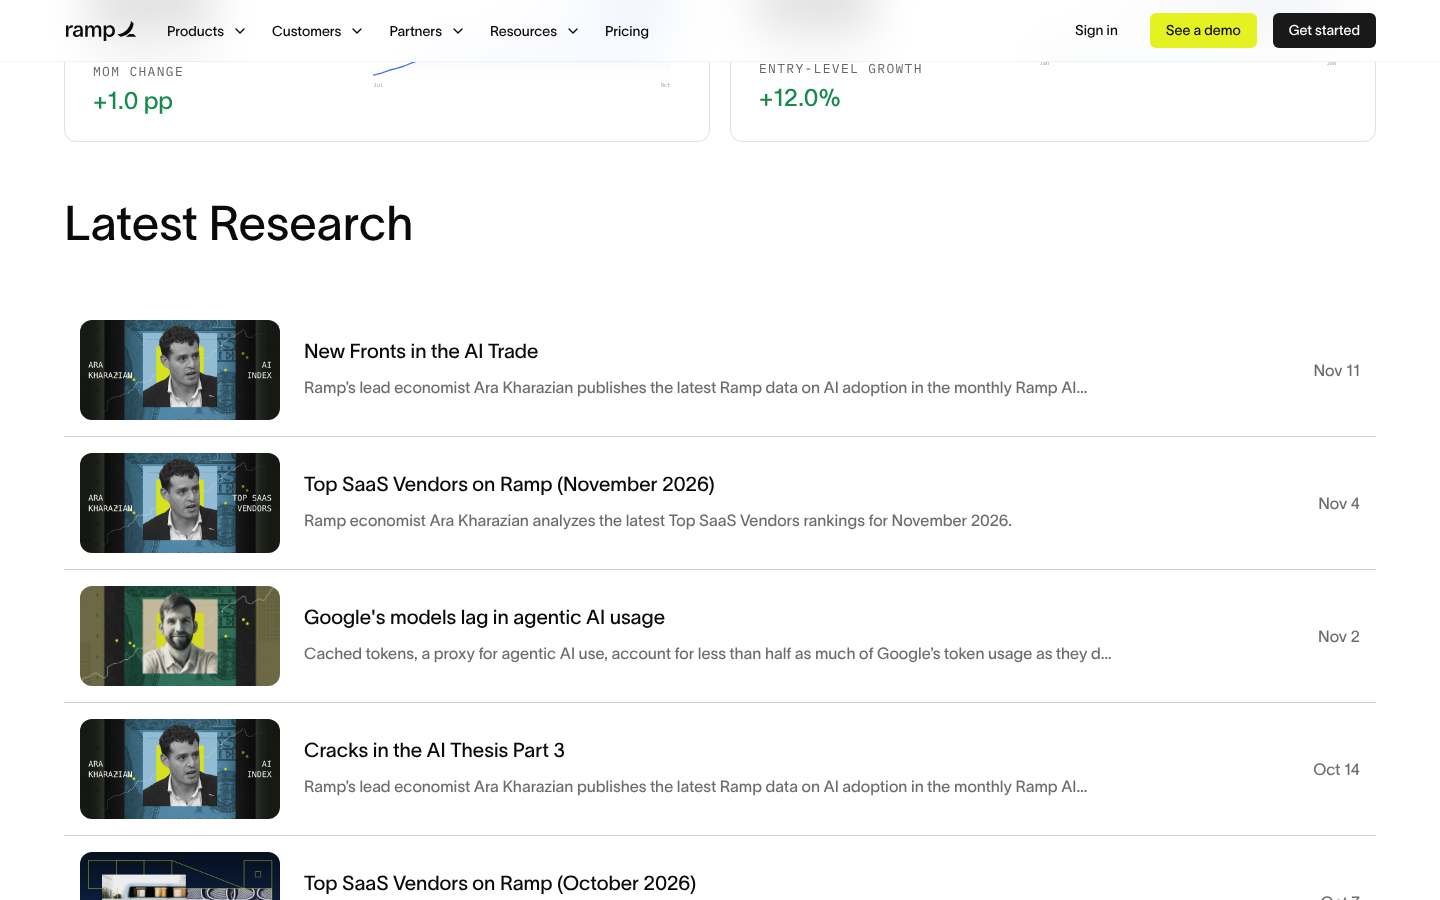 ramp
Products
Customers
Partners
Resources
Pricing
Sign in
See a demo
Get started
MOM CHANGE
+1.0 pp
Jul
Oct
ENTRY-LEVEL GROWTH
+12.0%
Jan
Latest Research
ARA
KHARAZIAN
AI
INDEX
New Fronts in the AI Trade
Ramp's lead economist Ara Kharazian publishes the latest Ramp data on AI adoption in the monthly Ramp AI...
Nov 11
ARA
KHARAZIAN
TOP SAAS
VENDORS
Top SaaS Vendors on Ramp (November 2026)
Ramp economist Ara Kharazian analyzes the latest Top SaaS Vendors rankings for November 2026.
Nov 4
Google's models lag in agentic AI usage
Cached tokens, a proxy for agentic AI use, account for less than half as much of Google's token usage as they d...
Nov 2
ARA
KHARAZIAN
AI
INDEX
Cracks in the AI Thesis Part 3
Ramp's lead economist Ara Kharazian publishes the latest Ramp data on AI adoption in the monthly Ramp AI...
Oct 14
Top SaaS Vendors on Ramp (October 2026)